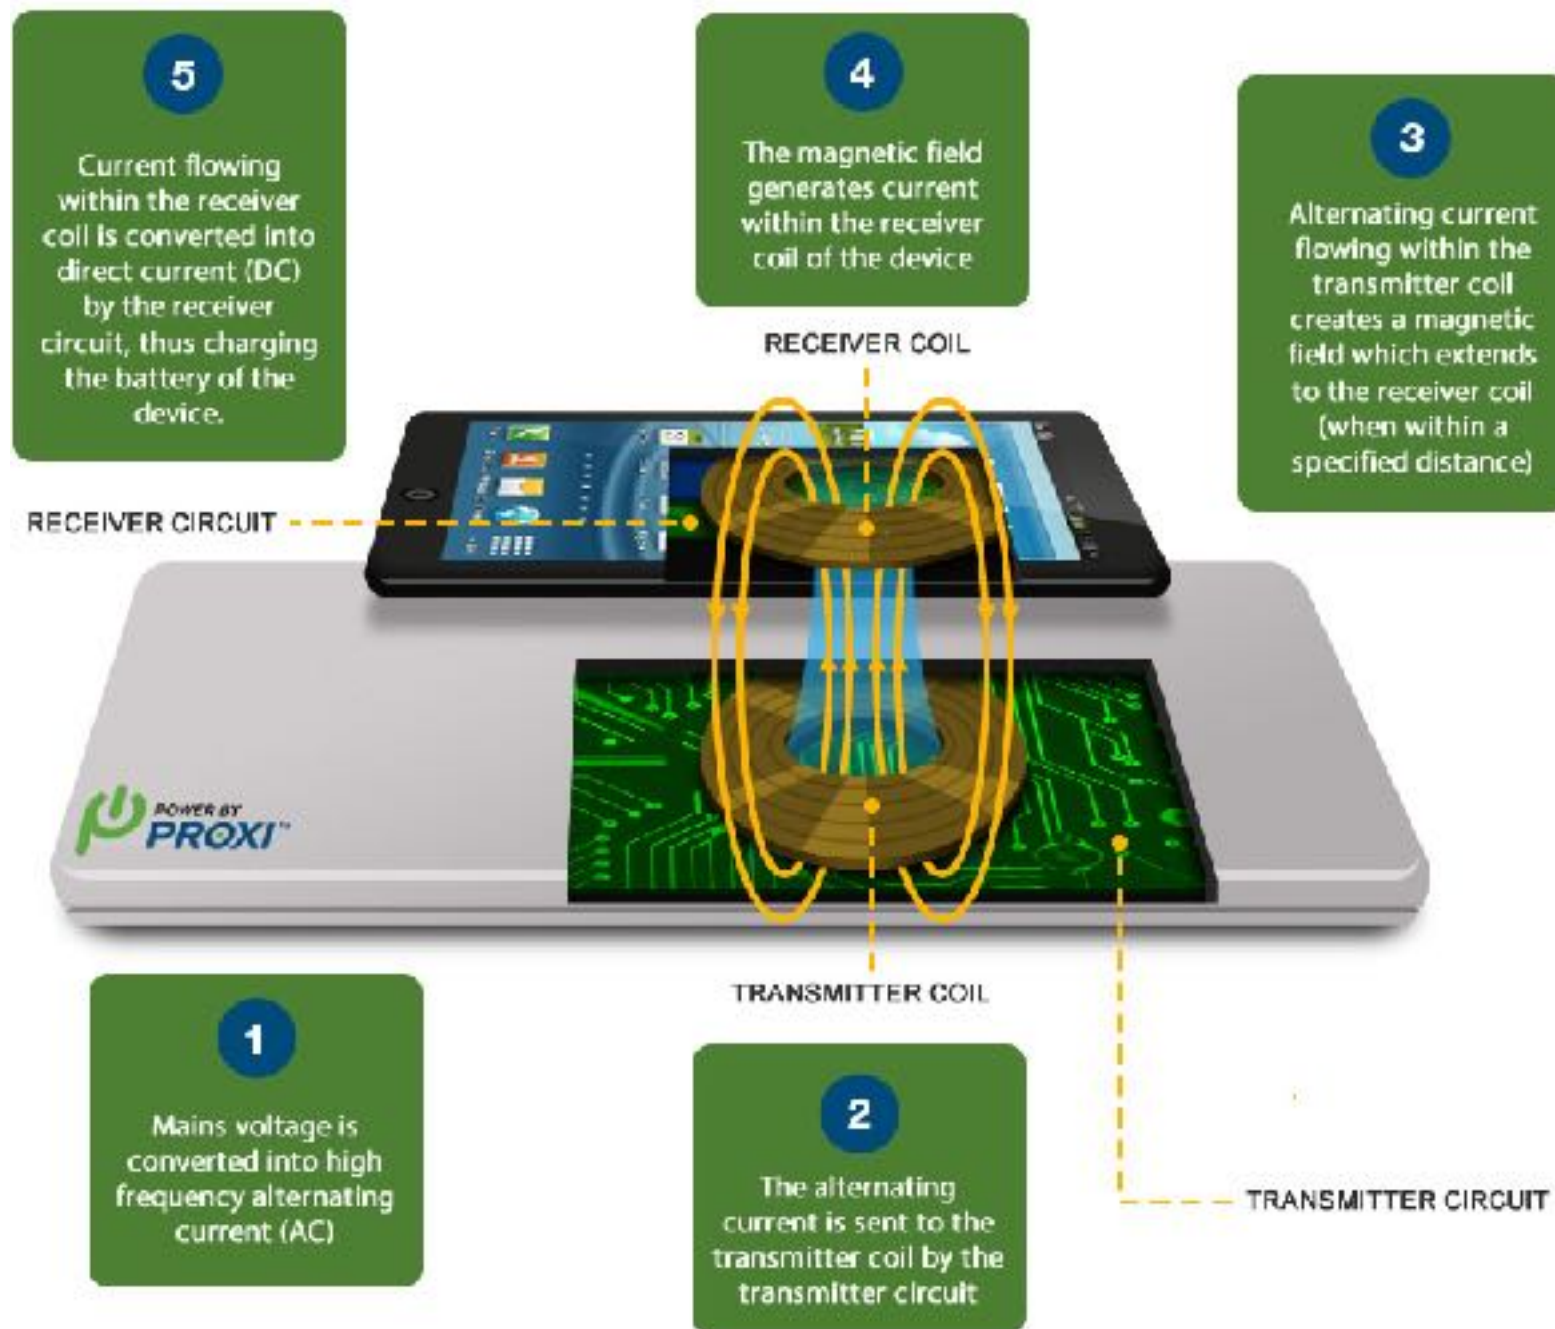 5
Current flowing
within the receiver
coil is converted into
direct current (DC)
by the receiver
circuit, thus charging
the battery of the
device.
4
The magnetic field
generates current
within the receiver
coil of the device
3
Alternating current
flowing within the
transmitter coil
creates a magnetic
field which extends
to the receiver coil
(when within a
specified distance)
RECEIVER COIL
RECEIVER CIRCUIT
POWER BY
PROXI™
TRANSMITTER COIL
1
Mains voltage is
converted into high
frequency alternating
current (AC)
2
The alternating
current is sent to the
transmitter coil by the
transmitter circuit
TRANSMITTER CIRCUIT